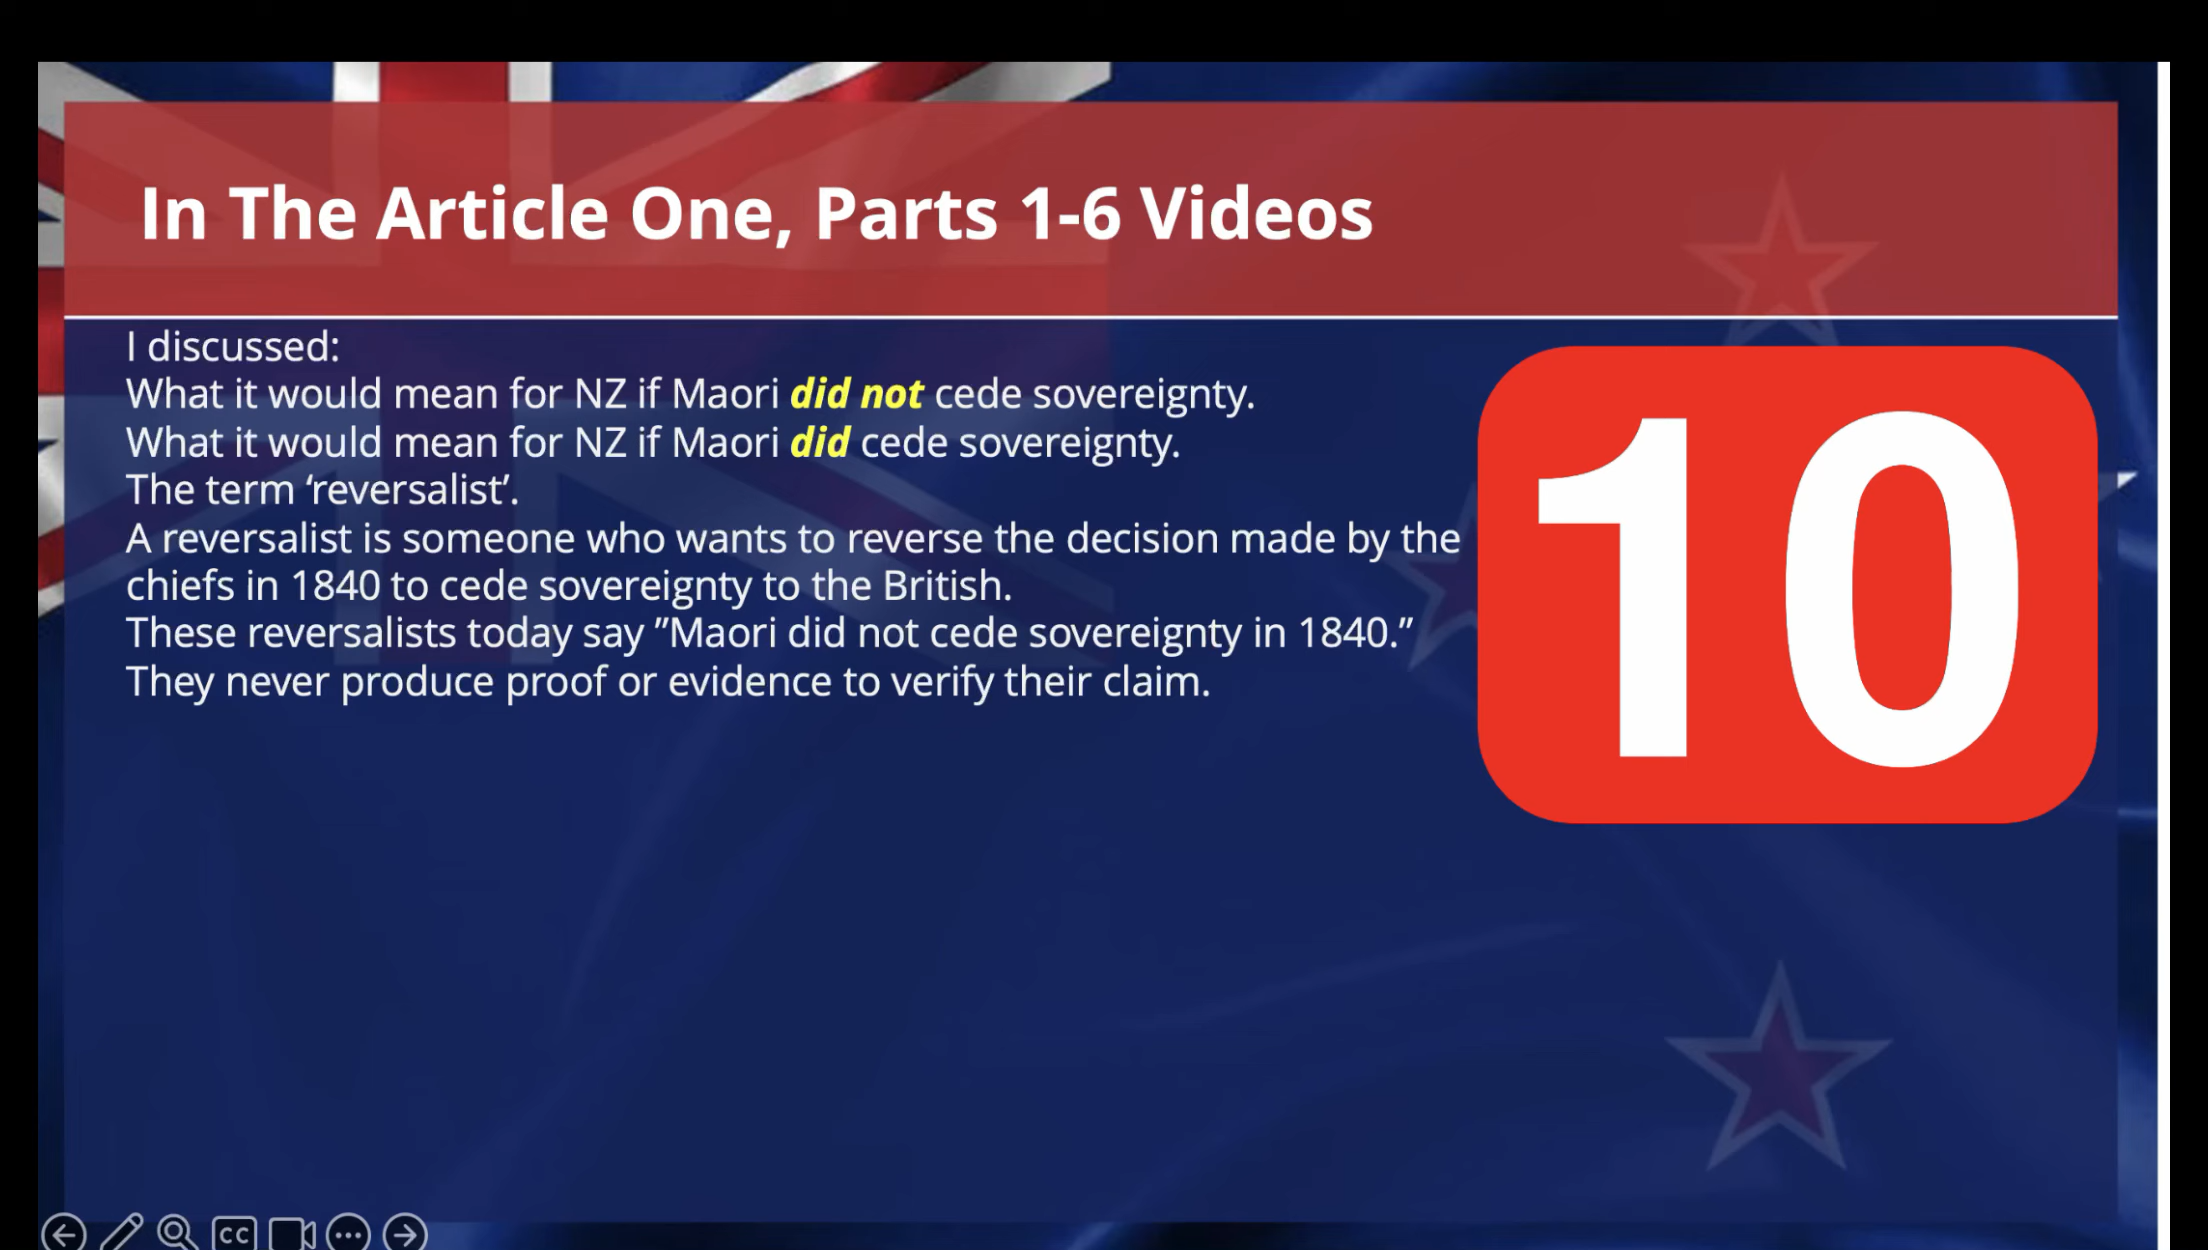 In The Article One, Parts 1-6 Videos
I discussed:
What it would mean for NZ if Maori did not cede sovereignty.
What it would mean for NZ if Maori did cede sovereignty.
The term ‘reversalist’.
A reversalist is someone who wants to reverse the decision made by the
chiefs in 1840 to cede sovereignty to the British.
These reversalists today say ”Maori did not cede sovereignty in 1840.”
They never produce proof or evidence to verify their claim.
10
CC